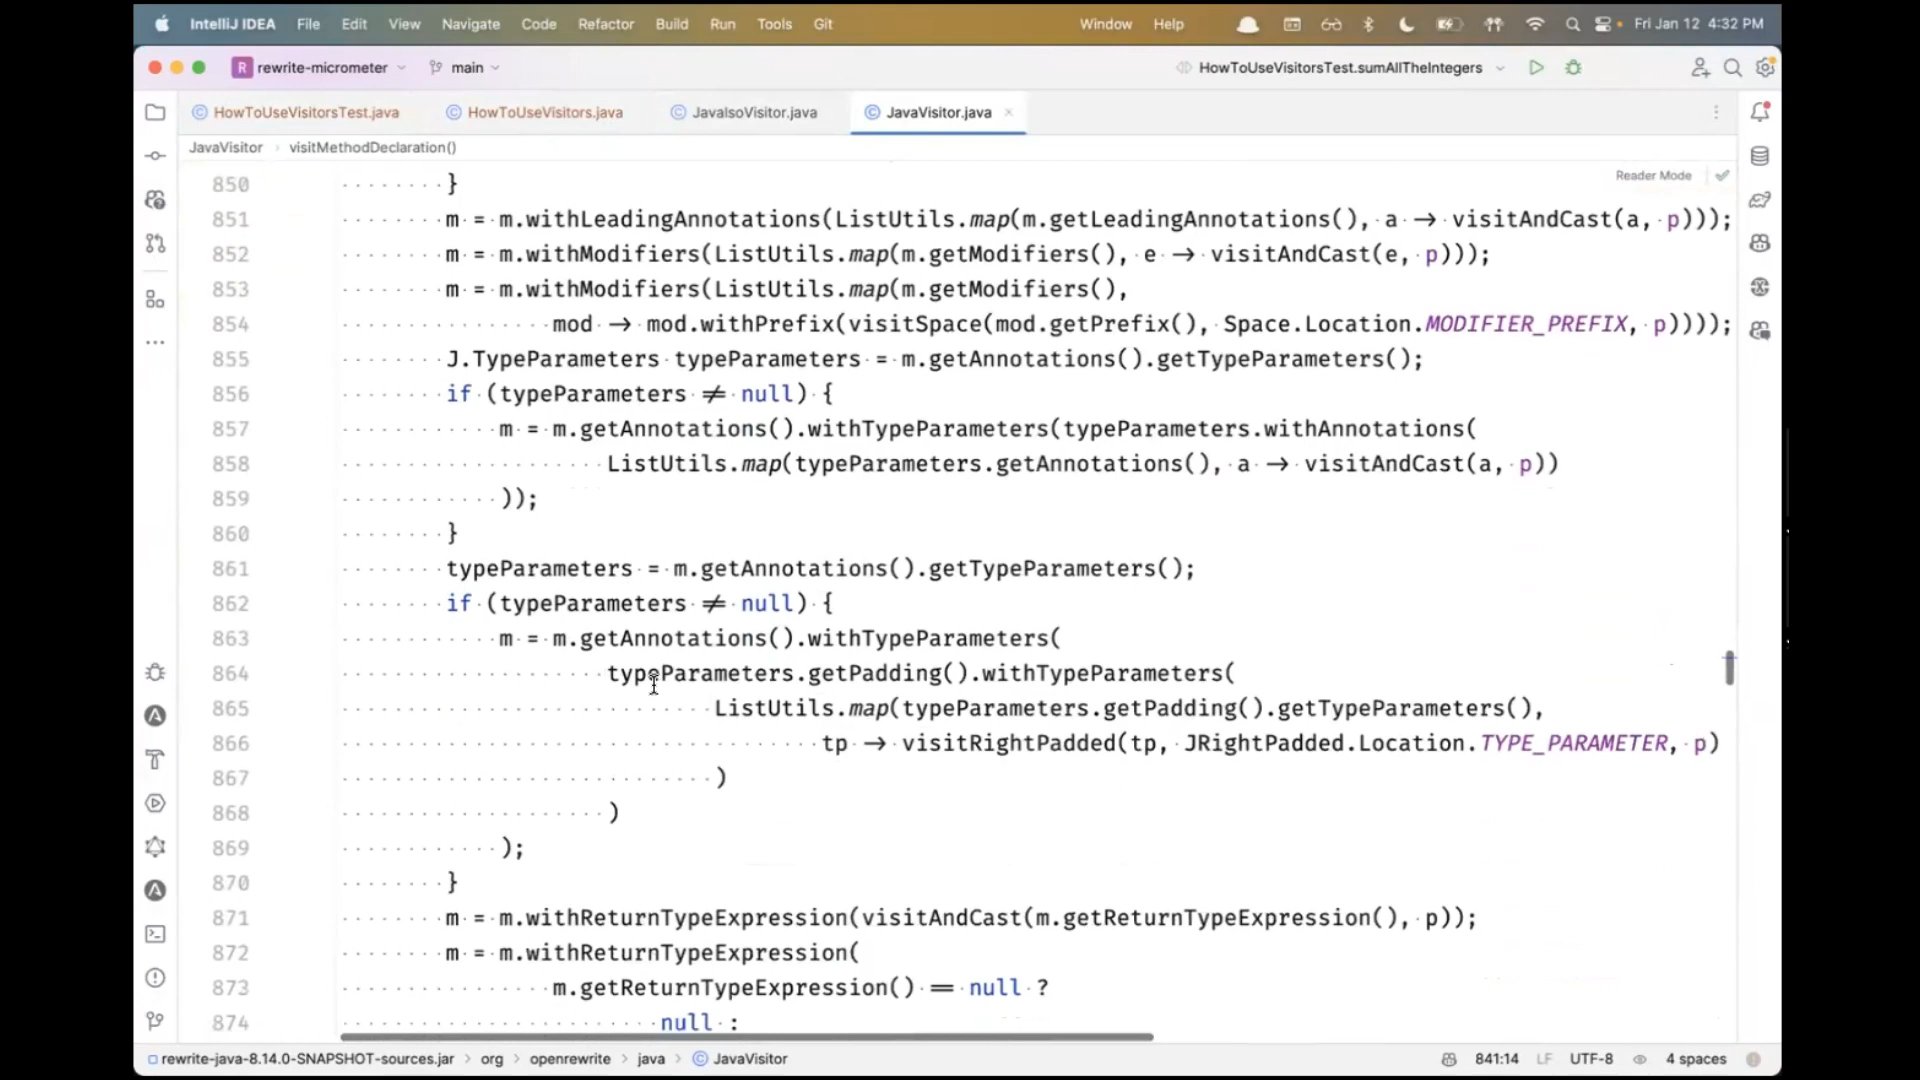 IntelliJ IDEA File Edit View Navigate Code Refactor Build Run Tools Git Window Help Fri Jan 12 4:32 PM
R rewrite-micrometer main HowToUseVisitorsTest.sumAllTheIntegers
HowToUseVisitorsTest.java HowToUseVisitors.java JavaIsoVisitor.java JavaVisitor.java
JavaVisitor › visitMethodDeclaration()
Reader Mode
850 }
851 m = m.withLeadingAnnotations(ListUtils.map(m.getLeadingAnnotations(), a → visitAndCast(a, p)));
852 m = m.withModifiers(ListUtils.map(m.getModifiers(), e → visitAndCast(e, p)));
853 m = m.withModifiers(ListUtils.map(m.getModifiers(),
854 mod → mod.withPrefix(visitSpace(mod.getPrefix(), Space.Location.MODIFIER_PREFIX, p))));
855 J.TypeParameters typeParameters = m.getAnnotations().getTypeParameters();
856 if (typeParameters ≠ null) {
857 m = m.getAnnotations().withTypeParameters(typeParameters.withAnnotations(
858 ListUtils.map(typeParameters.getAnnotations(), a → visitAndCast(a, p))
859 ));
860 }
861 typeParameters = m.getAnnotations().getTypeParameters();
862 if (typeParameters ≠ null) {
863 m = m.getAnnotations().withTypeParameters(
864 typeParameters.getPadding().withTypeParameters(
865 ListUtils.map(typeParameters.getPadding().getTypeParameters(),
866 tp → visitRightPadded(tp, JRightPadded.Location.TYPE_PARAMETER, p)
867 )
868 )
869 );
870 }
871 m = m.withReturnTypeExpression(visitAndCast(m.getReturnTypeExpression(), p));
872 m = m.withReturnTypeExpression(
873 m.getReturnTypeExpression() == null ?
874 null :
rewrite-java-8.14.0-SNAPSHOT-sources.jar › org › openrewrite › java › JavaVisitor 841:14 LF UTF-8 4 spaces